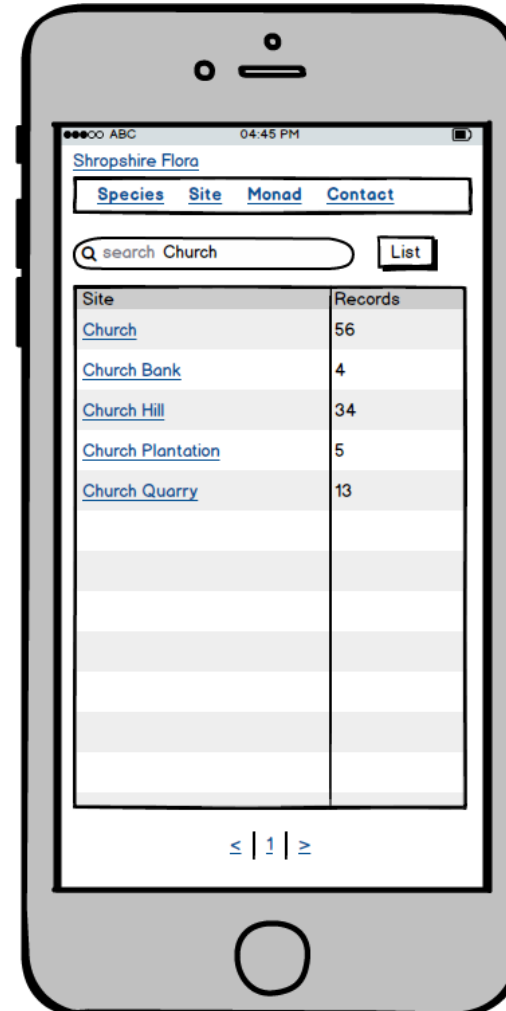 ABC 04:45 PM
Shropshire Flora
Species Site Monad Contact
search Church List
Site Records
Church 56
Church Bank 4
Church Hill 34
Church Plantation 5
Church Quarry 13
< | 1 | >